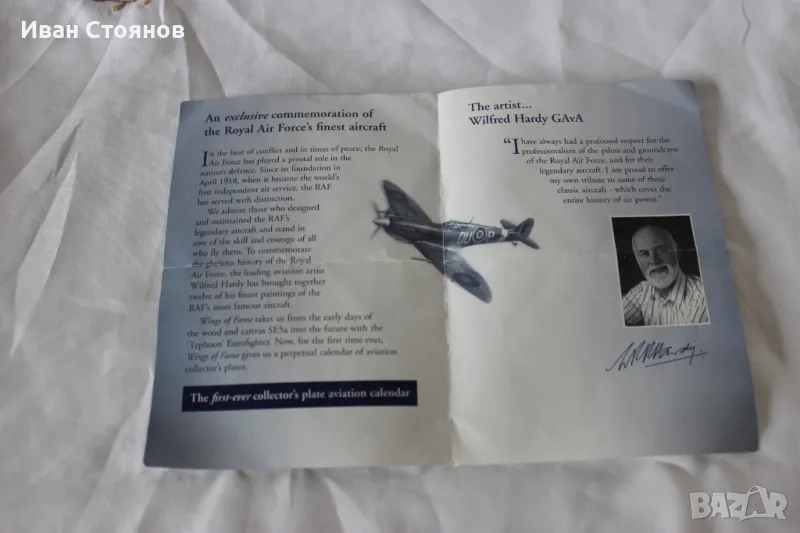 Иван Стоянов
An exclusive commemoration of
the Royal Air Force's finest aircraft
In the heat of conflict and in times of peace, the Royal
Air Force has played a pivotal role in the
nation's defence. Since its foundation in
April 1918, when it became the world's
first independent air service, the RAF
has served with distinction.
We admire those who designed
and maintained the RAF's
legendary aircraft and stand in
awe of the skill and courage of all
who fly them. To commemorate
the glorious history of the Royal
Air Force, the leading aviation artist
Wilfred Hardy has brought together
twelve of his finest paintings of the
RAF's most famous aircraft.
Wings of Fame takes us from the early days of
the wood and canvas SE5a into the future with the
'Typhoon' Eurofighter. Now, for the first time ever,
Wings of Fame gives us a perpetual calendar of aviation
collector's plates.
The first-ever collector's plate aviation calendar
The artist...
Wilfred Hardy GAvA
"I have always had a profound respect for the
professionalism of the pilots and groundcrew
of the Royal Air Force, and for their
legendary aircraft. I am proud to offer
my own tribute to some of these
classic aircraft - which cover the
entire history of air power."
BAZAR